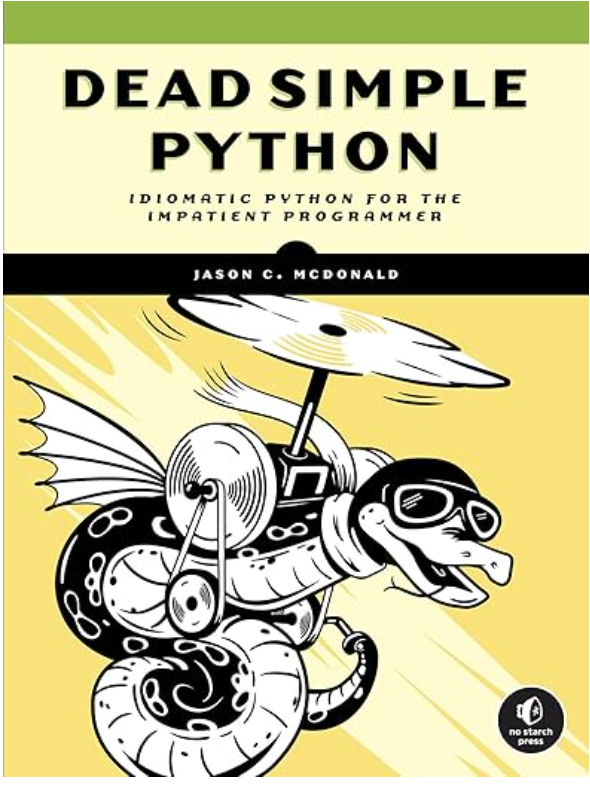 DEAD SIMPLE
PYTHON
IDIOMATIC PYTHON FOR THE
IMPATIENT PROGRAMMER
JASON C. MCDONALD
no starch
press